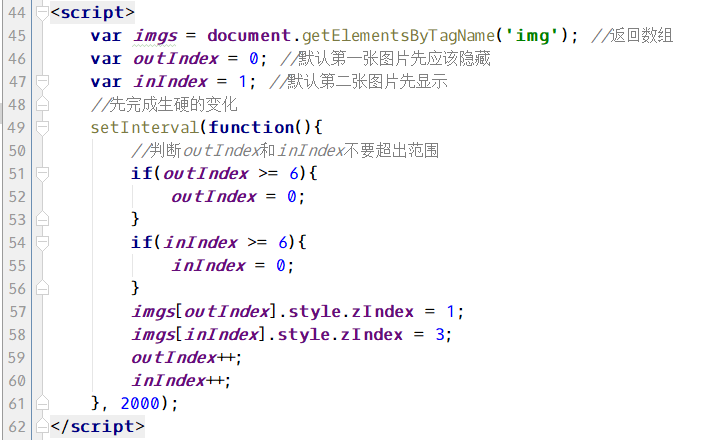 44 <script>
45 var imgs = document.getElementsByTagName('img'); //返回数组
46 var outIndex = 0; //默认第一张图片先应该隐藏
47 var inIndex = 1; //默认第二张图片先显示
48 //先完成生硬的变化
49 setInterval(function(){
50 //判断outIndex和inIndex不要超出范围
51 if(outIndex >= 6){
52 outIndex = 0;
53 }
54 if(inIndex >= 6){
55 inIndex = 0;
56 }
57 imgs[outIndex].style.zIndex = 1;
58 imgs[inIndex].style.zIndex = 3;
59 outIndex++;
60 inIndex++;
61 }, 2000);
62 </script>